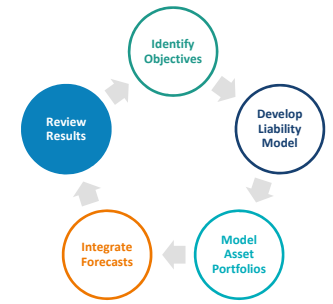 Identify
Objectives
Develop
Liability
Model
Model
Asset
Portfolios
Integrate
Forecasts
Review
Results